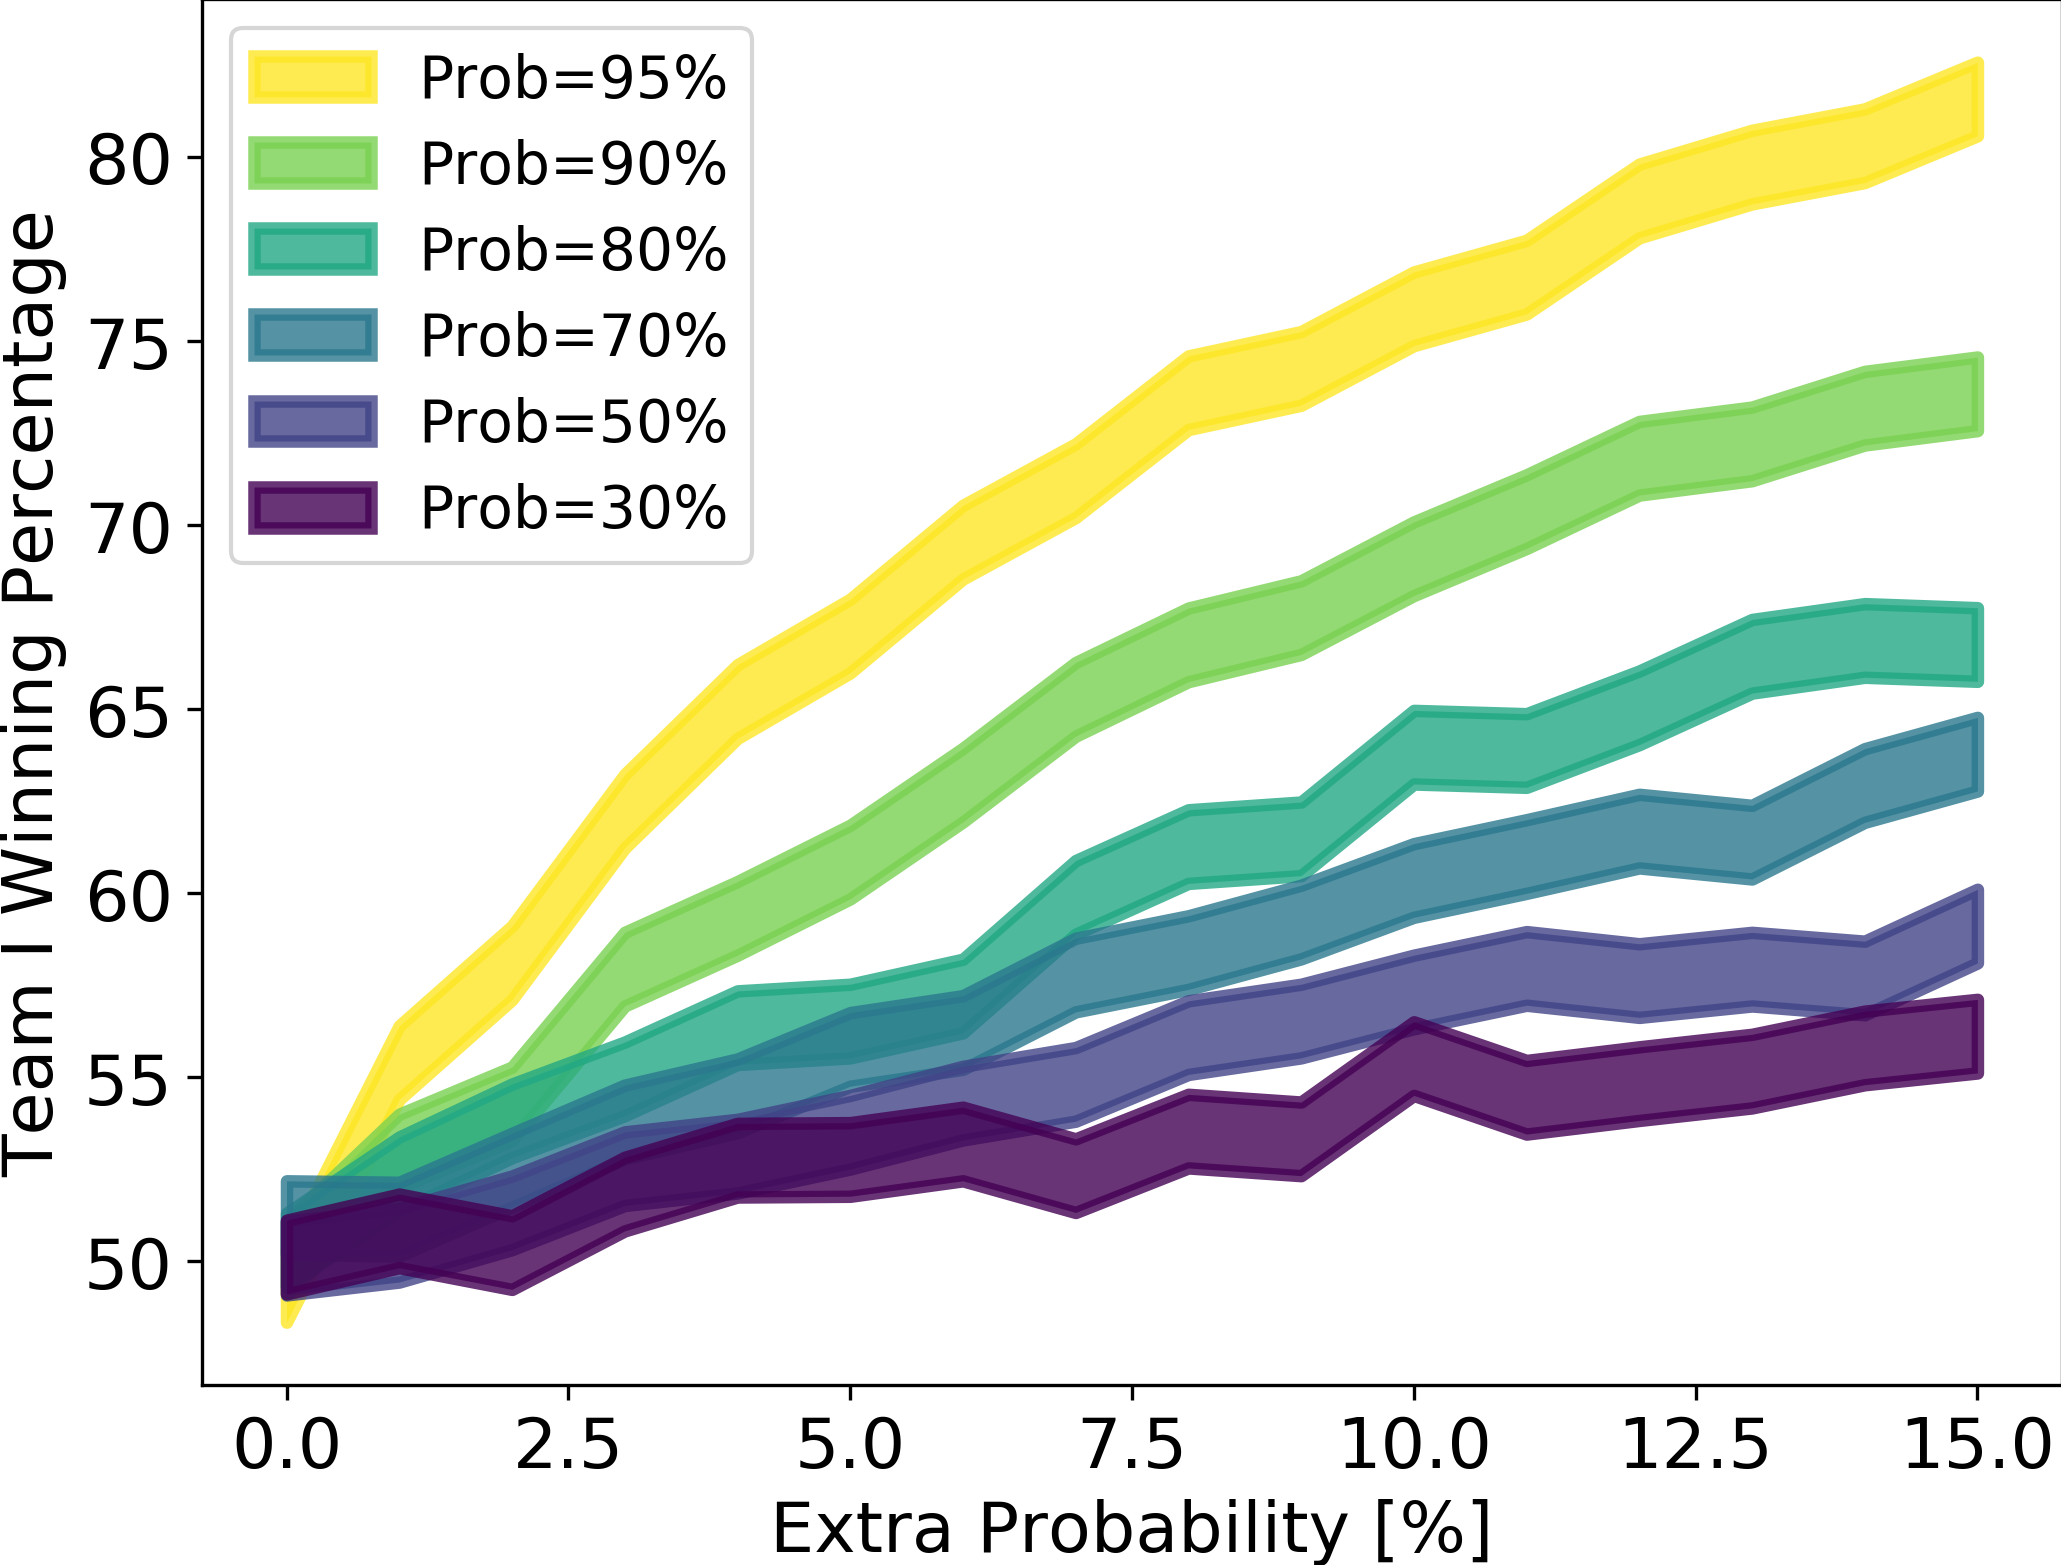 Prob=95%
Prob=90%
Prob=80%
Prob=70%
Prob=50%
Prob=30%
Team I Winning Percentage
80
75
70
65
60
55
50
0.0 2.5 5.0 7.5 10.0 12.5 15.0
Extra Probability [%]